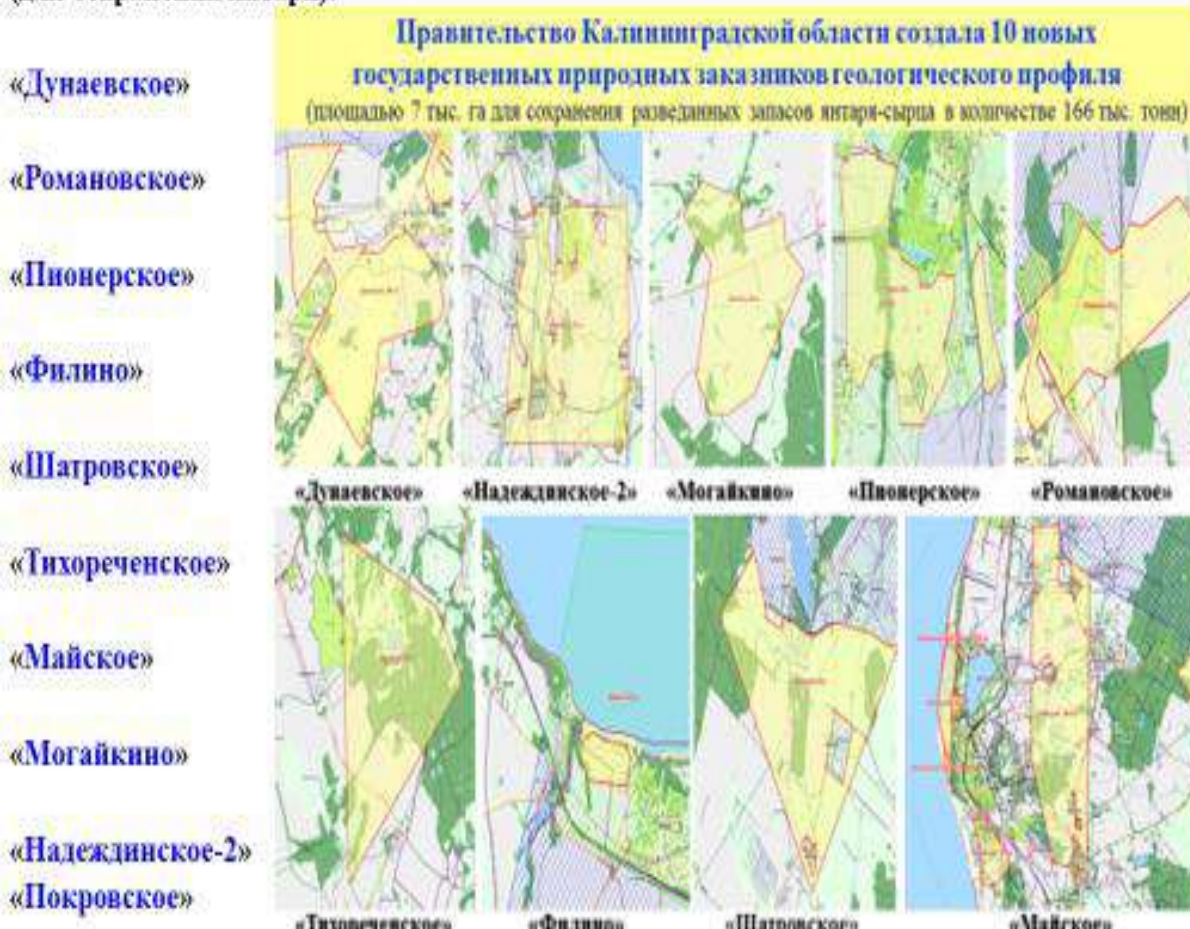 «Дунаевское»
«Романовское»
«Пионерское»
«Филино»
«Шатровское»
«Тихореченское»
«Майское»
«Могайкино»
«Надеждинское-2»
«Покровское»
Правительство Калининградской области создала 10 новых
государственных природных заказников геологического профиля
(площадью 7 тыс. га для сохранения разведанных запасов янтаря-сырца в количестве 166 тыс. тонн)
«Дунаевское» «Надеждинское-2» «Могайкино» «Пионерское» «Романовское»
«Тихореченское» «Филино» «Шатровское» «Майское»